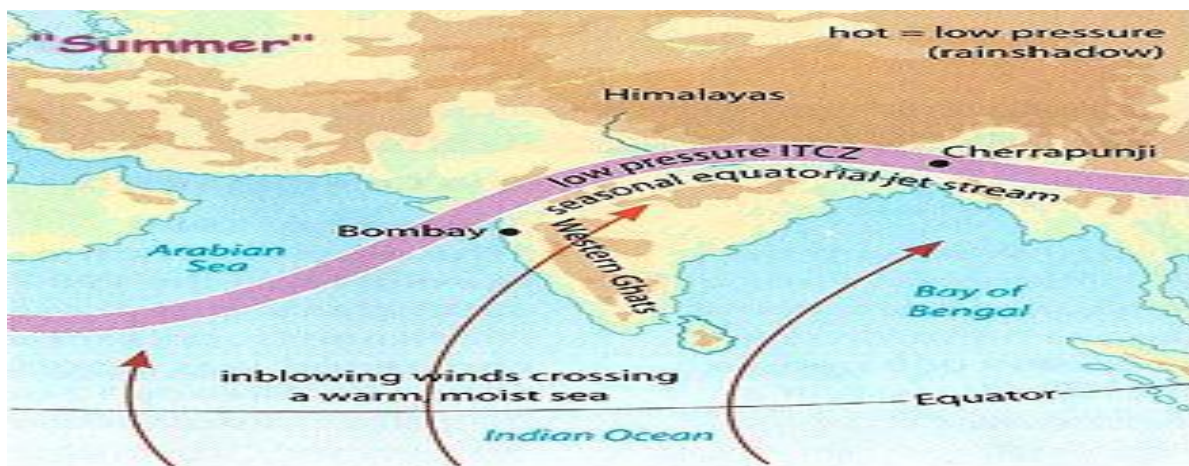 "Summer"
hot = low pressure
(rainshadow)
Himalayas
low pressure ITCZ
Cherrapunji
seasonal equatorial jet stream
Bombay
Western Ghats
Arabian
Sea
Bay of
Bengal
inblowing winds crossing
a warm, moist sea
Equator
Indian Ocean